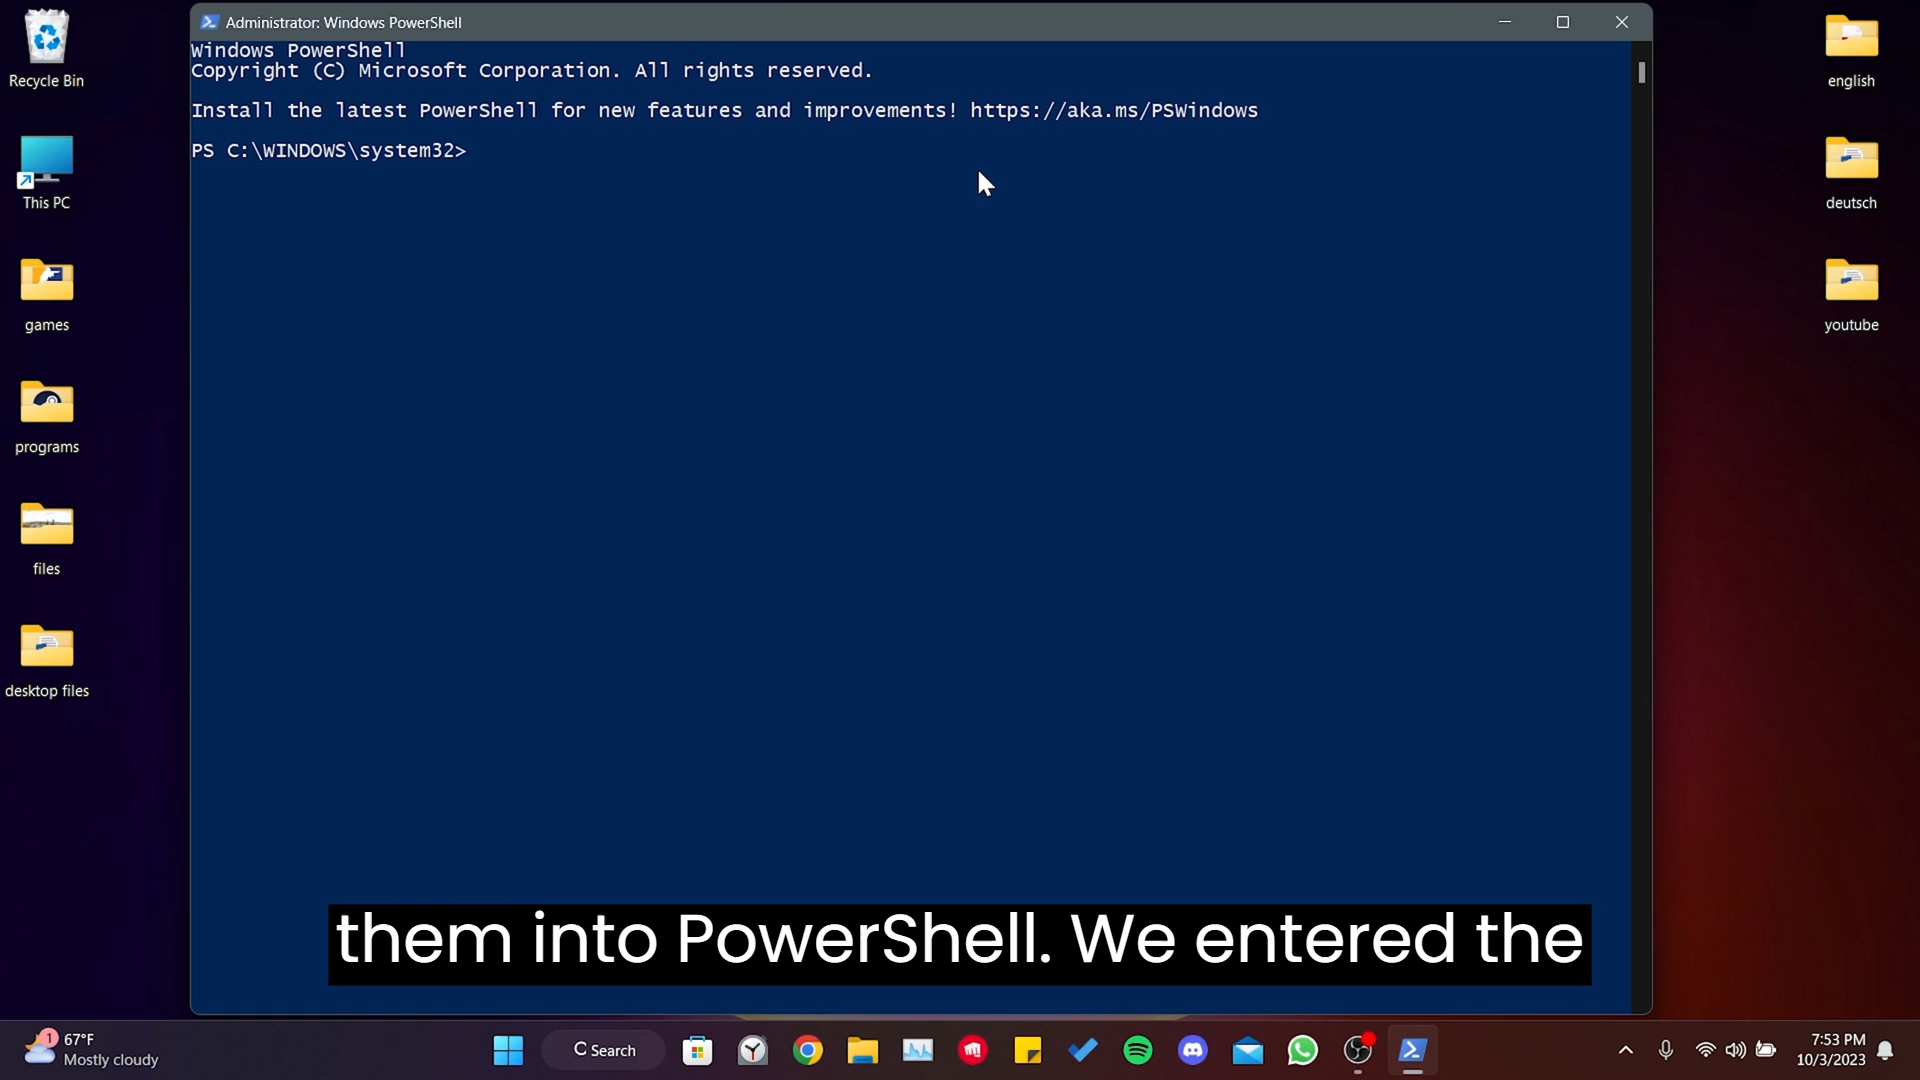 Administrator: Windows PowerShell
Windows PowerShell
Copyright (C) Microsoft Corporation. All rights reserved.
Install the latest PowerShell for new features and improvements! https://aka.ms/PSWindows
PS C:\WINDOWS\system32>
Recycle Bin
This PC
games
programs
files
desktop files
english
deutsch
youtube
them into PowerShell. We entered the
1
67°F
Mostly cloudy
Search
7:53 PM
10/3/2023